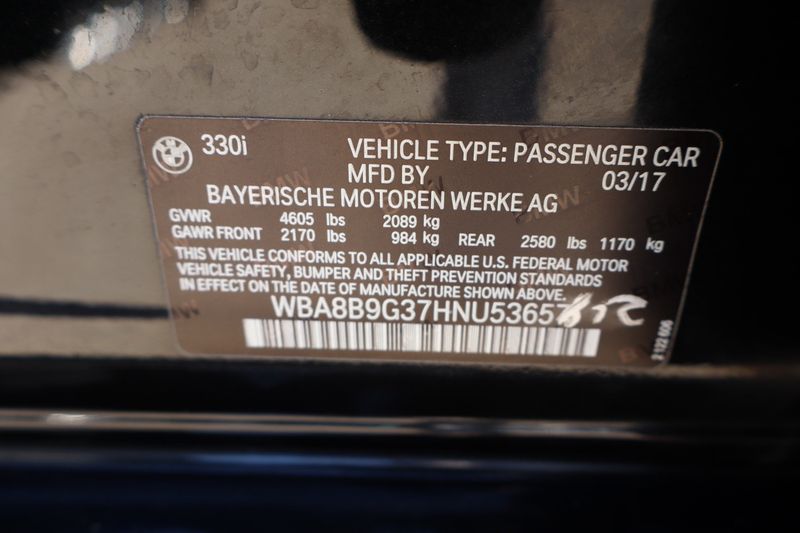 330i
VEHICLE TYPE: PASSENGER CAR
MFD BY. 03/17
BAYERISCHE MOTOREN WERKE AG
GVWR 4605 lbs 2089 kg
GAWR FRONT 2170 lbs 984 kg REAR 2580 lbs 1170 kg
THIS VEHICLE CONFORMS TO ALL APPLICABLE U.S. FEDERAL MOTOR
VEHICLE SAFETY, BUMPER AND THEFT PREVENTION STANDARDS
IN EFFECT ON THE DATE OF MANUFACTURE SHOWN ABOVE.